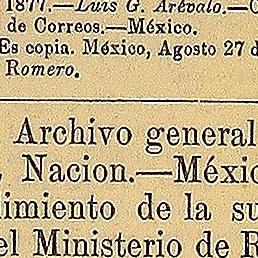 1877.—Luis G. Arévalo.—
de Correos.—México.
Es copia. México, Agosto 27 d
Romero.
Archivo general
Nacion.—Méxic
imiento de la su
el Ministerio de R